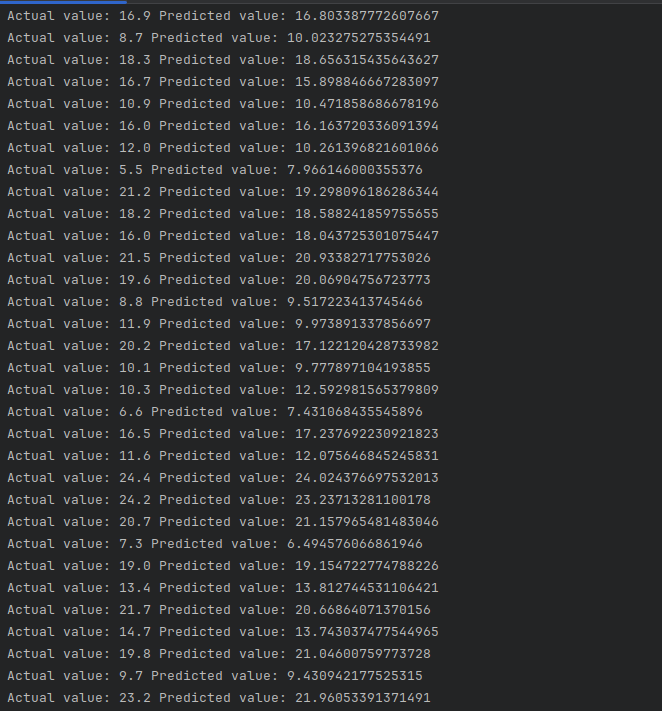 Actual value: 16.9 Predicted value: 16.803387772607667
Actual value: 8.7 Predicted value: 10.023275275354491
Actual value: 18.3 Predicted value: 18.656315435643627
Actual value: 16.7 Predicted value: 15.898846667283097
Actual value: 10.9 Predicted value: 10.471858686678196
Actual value: 16.0 Predicted value: 16.163720336091394
Actual value: 12.0 Predicted value: 10.261396821601066
Actual value: 5.5 Predicted value: 7.966146000355376
Actual value: 21.2 Predicted value: 19.298096186286344
Actual value: 18.2 Predicted value: 18.588241859755655
Actual value: 16.0 Predicted value: 18.043725301075447
Actual value: 21.5 Predicted value: 20.93382717753026
Actual value: 19.6 Predicted value: 20.06904756723773
Actual value: 8.8 Predicted value: 9.517223413745466
Actual value: 11.9 Predicted value: 9.973891337856697
Actual value: 20.2 Predicted value: 17.122120428733982
Actual value: 10.1 Predicted value: 9.777897104193855
Actual value: 10.3 Predicted value: 12.592981565379809
Actual value: 6.6 Predicted value: 7.431068435545896
Actual value: 16.5 Predicted value: 17.237692230921823
Actual value: 11.6 Predicted value: 12.075646845245831
Actual value: 24.4 Predicted value: 24.024376697532013
Actual value: 24.2 Predicted value: 23.23713281100178
Actual value: 20.7 Predicted value: 21.157965481483046
Actual value: 7.3 Predicted value: 6.494576066861946
Actual value: 19.0 Predicted value: 19.154722774788226
Actual value: 13.4 Predicted value: 13.812744531106421
Actual value: 21.7 Predicted value: 20.66864071370156
Actual value: 14.7 Predicted value: 13.743037477544965
Actual value: 19.8 Predicted value: 21.04600759773728
Actual value: 9.7 Predicted value: 9.430942177525315
Actual value: 23.2 Predicted value: 21.96053391371491